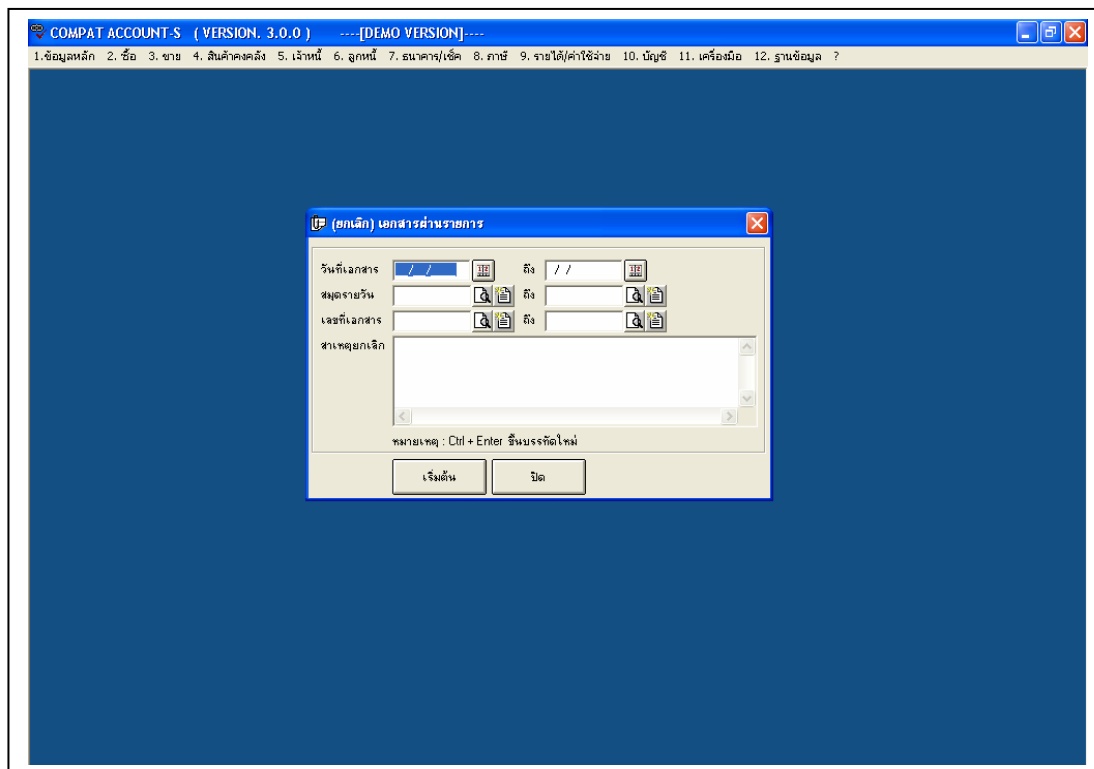 COMPAT ACCOUNT-S ( VERSION. 3.0.0 ) ----[DEMO VERSION]----
1.ข้อมูลหลัก 2. ซื้อ 3. ขาย 4. สินค้าคงคลัง 5. เจ้าหนี้ 6. ลูกหนี้ 7. ธนาคาร/เช็ค 8. ภาษี 9. รายได้/ค่าใช้จ่าย 10. บัญชี 11. เครื่องมือ 12. ฐานข้อมูล ?
(ยกเลิก) เอกสารผ่านรายการ
วันที่เอกสาร / / ถึง / /
สมุดรายวัน ถึง
เลขที่เอกสาร ถึง
สาเหตุยกเลิก
หมายเหตุ : Ctrl + Enter ขึ้นบรรทัดใหม่
เริ่มต้น ปิด